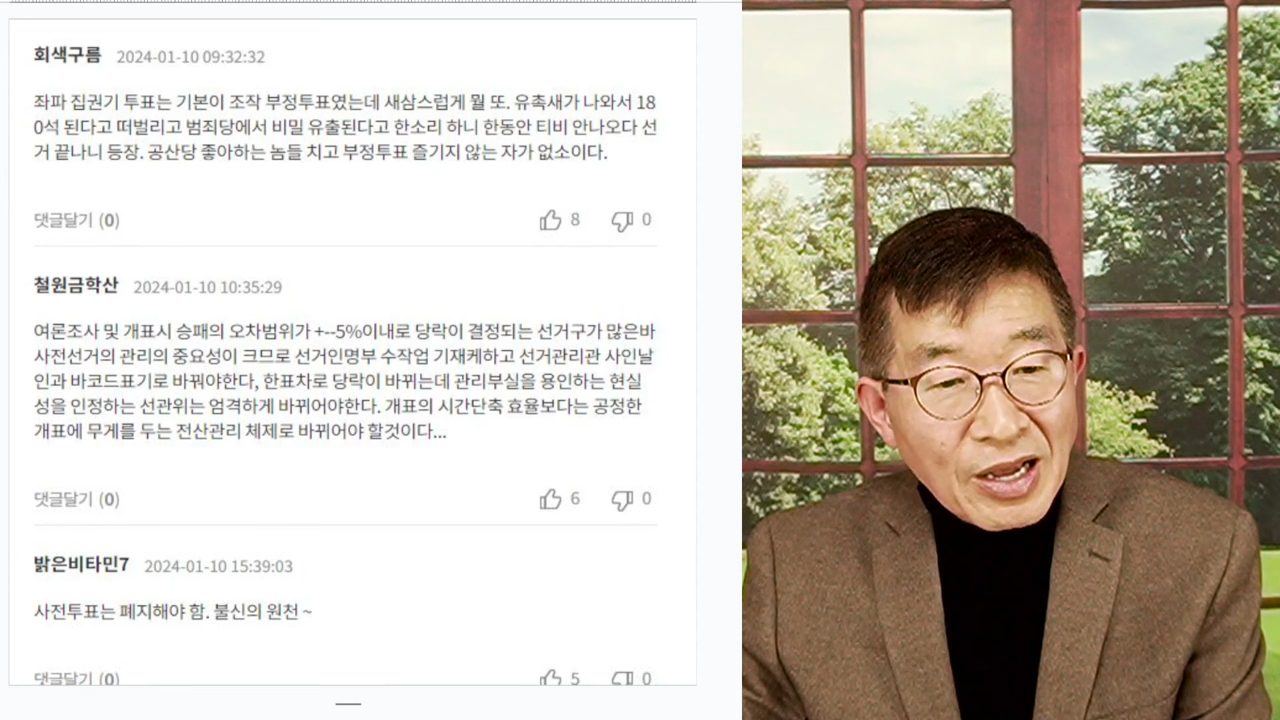 회색구름 2024-01-10 09:32:32
좌파 집권기 투표는 기본이 조작 부정투표였는데 새삼스럽게 뭘 또. 유촉새가 나와서 18
0석 된다고 떠벌리고 범죄당에서 비밀 유출된다고 한소리 하니 한동안 티비 안나오다 선
거 끝나니 등장. 공산당 좋아하는 놈들 치고 부정투표 즐기지 않는 자가 없소이다.
댓글달기 (0) 8 0
철원금학산 2024-01-10 10:35:29
여론조사 및 개표시 승패의 오차범위가 +--5%이내로 당락이 결정되는 선거구가 많은바
사전선거의 관리의 중요성이 크므로 선거인명부 수작업 기재케하고 선거관리관 사인날
인과 바코드표기로 바꿔야한다, 한표차로 당락이 바뀌는데 관리부실을 용인하는 현실
성을 인정하는 선관위는 엄격하게 바뀌어야한다. 개표의 시간단축 효율보다는 공정한
개표에 무게를 두는 전산관리 체제로 바뀌어야 할것이다...
댓글달기 (0) 6 0
밝은비타민7 2024-01-10 15:39:03
사전투표는 폐지해야 함. 불신의 원천 ~
댓글달기 (0) 5 0